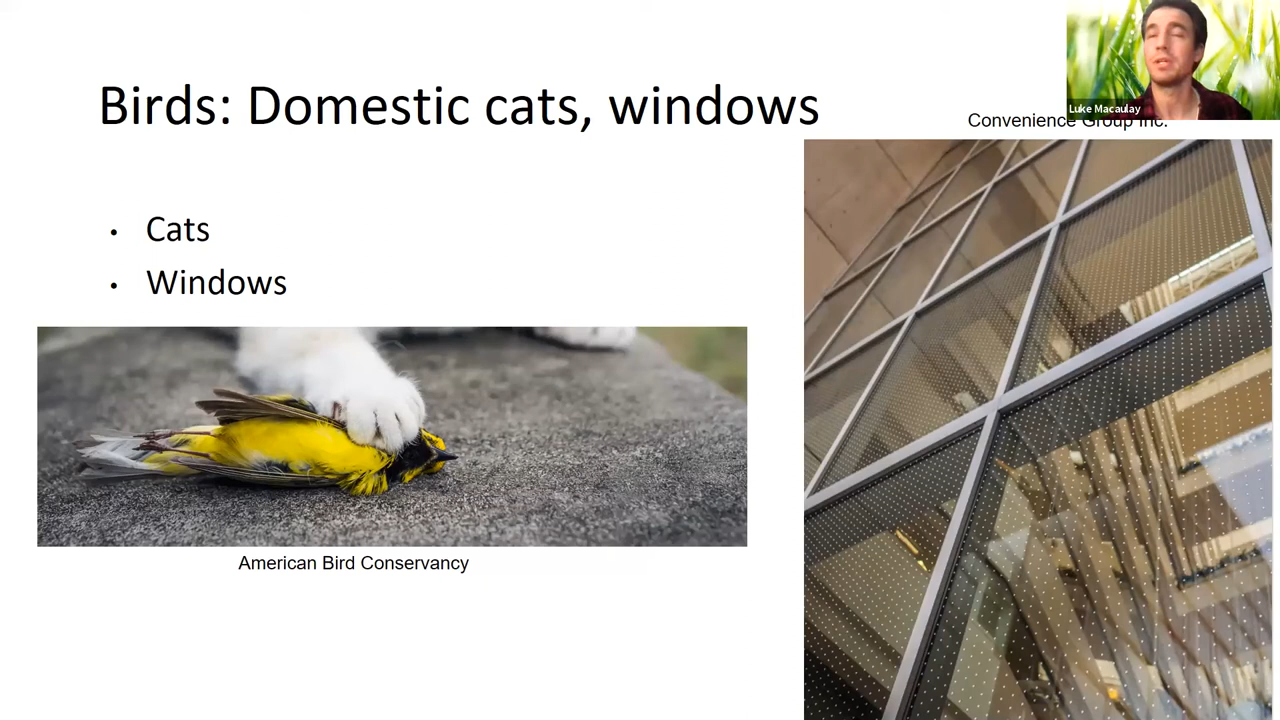 Birds: Domestic cats, windows
Luke Macaulay
Convenience Group Inc.
• Cats
• Windows
American Bird Conservancy